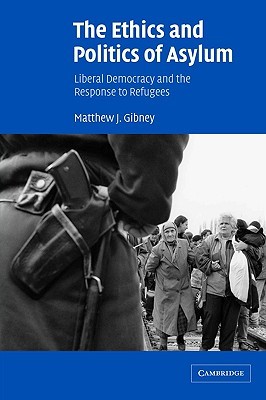 The Ethics and
Politics of Asylum
Liberal Democracy and the
Response to Refugees
Matthew J. Gibney
CAMBRIDGE